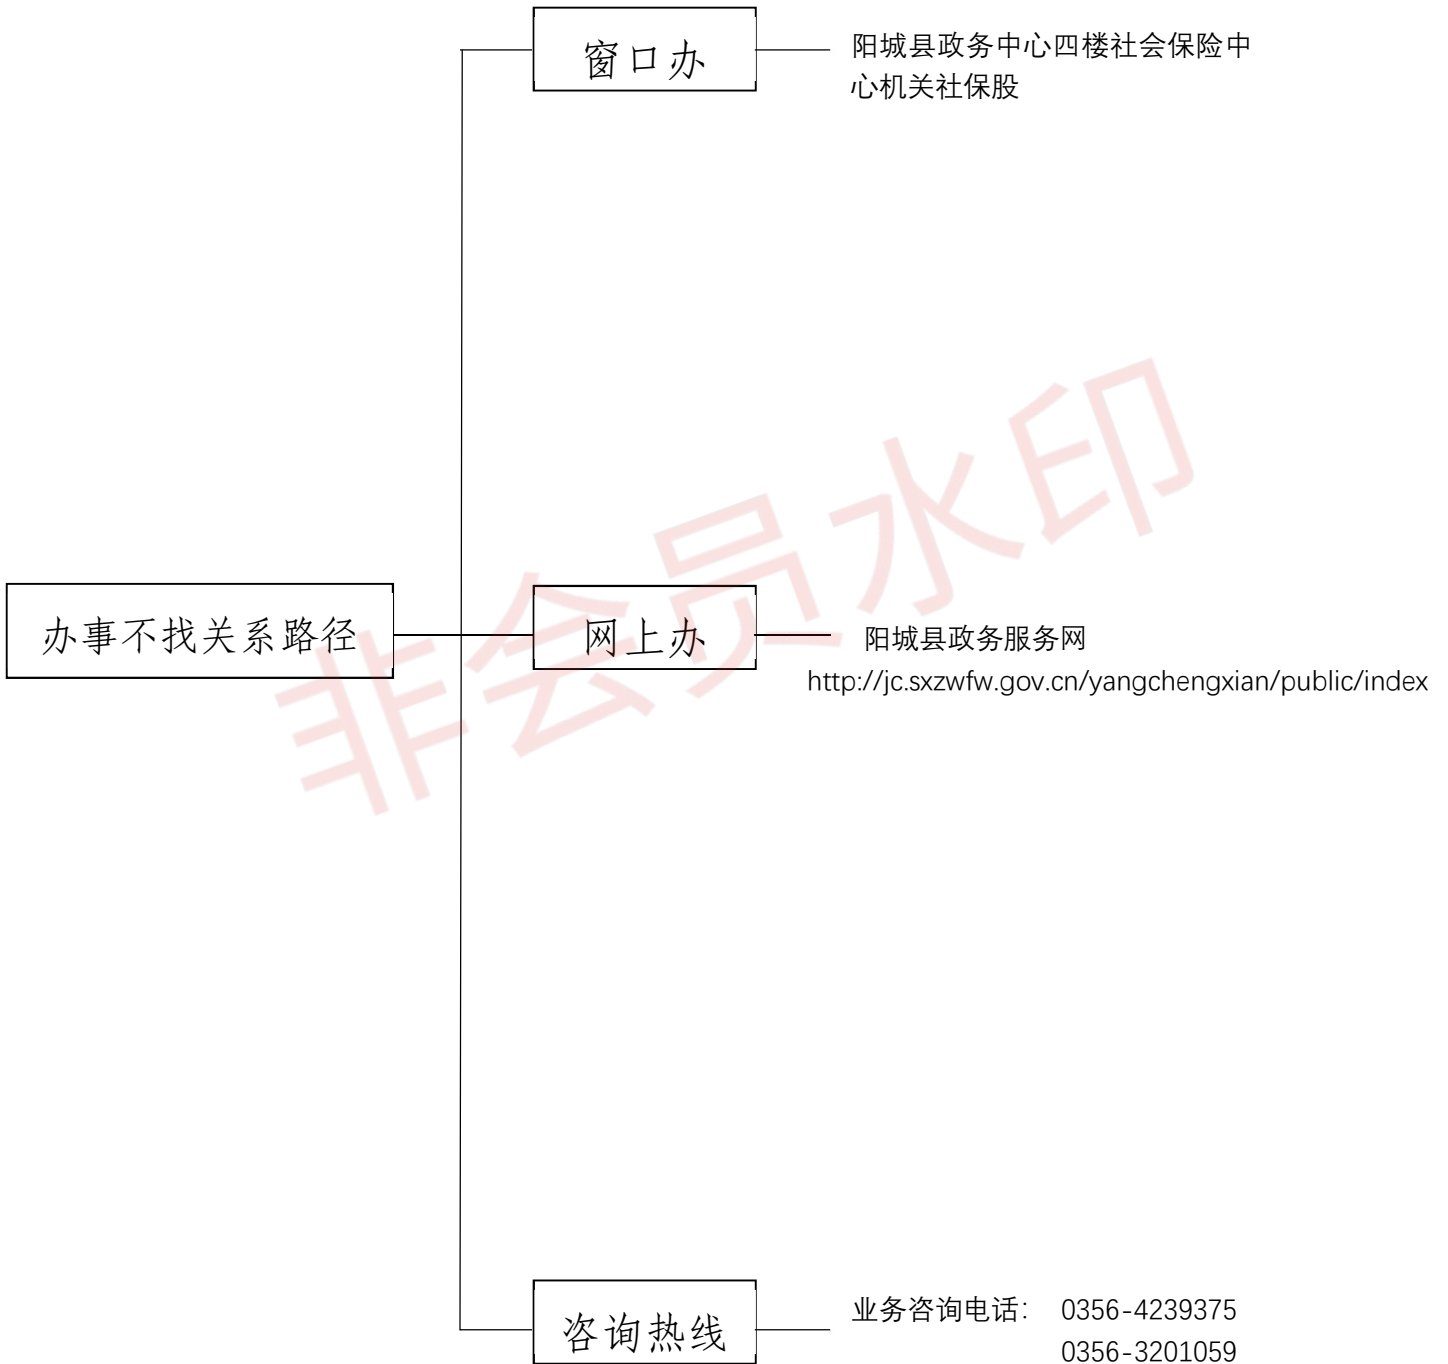 窗口办
阳城县政务中心四楼社会保险中
心机关社保股
办事不找关系路径
网上办
阳城县政务服务网
http://jc.sxzwfw.gov.cn/yangchengxian/public/index
咨询热线
业务咨询电话： 0356-4239375
0356-3201059
非会员水印